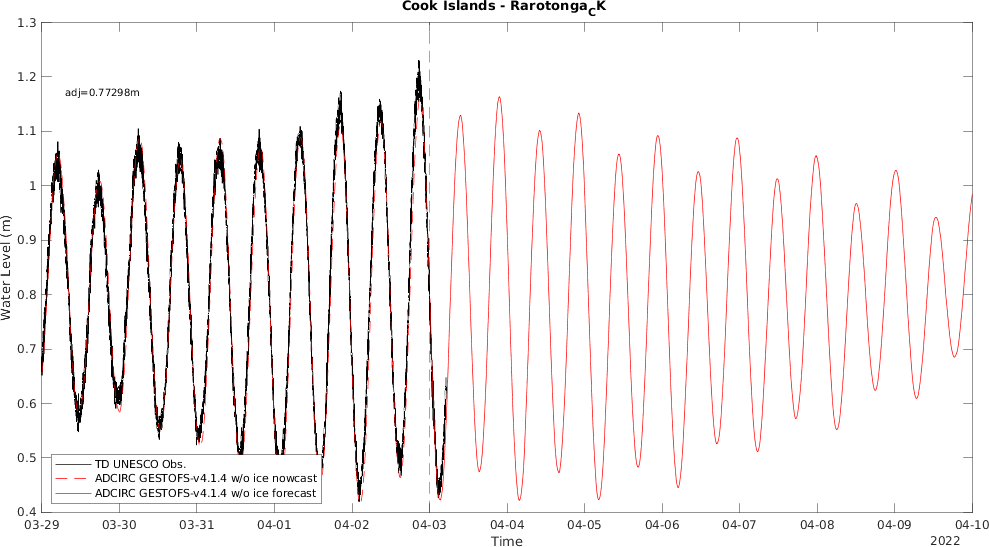 Cook Islands - Rarotonga_CK
1.3
1.2
adj=0.77298m
1.1
1
0.9
0.8
0.7
0.6
0.5
0.4
Water Level (m)
TD UNESCO Obs.
ADCIRC GESTOFS-v4.1.4 w/o ice nowcast
ADCIRC GESTOFS-v4.1.4 w/o ice forecast
03-29 03-30 03-31 04-01 04-02 04-03 04-04 04-05 04-06 04-07 04-08 04-09 04-10
Time
2022